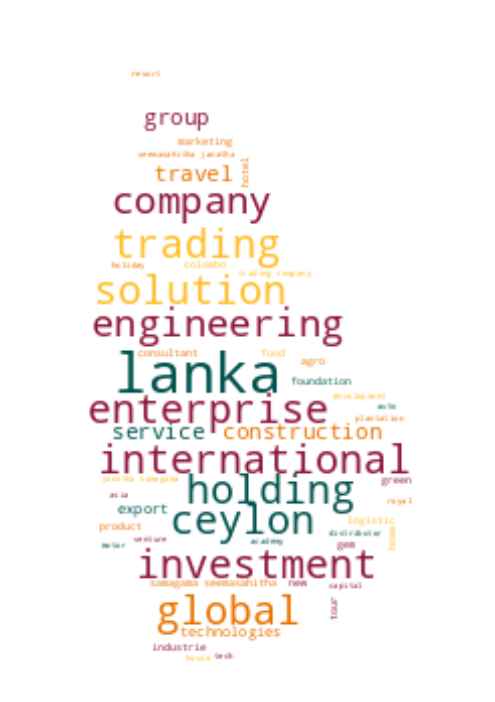 resort
group
marketing
seemasahitha janatha
travel hotel
company
trading
holiday colombo
trading company
solution
engineering
consultant food
agro
lanka foundation
development
enterprise auto
plantation
service construction
international
janatha samagama green
asia holding royal
export ceylon logistic
product distributor home
motor venture academy gem
investment
samagama seemasahitha new capital
global tour
technologies
industrie
house tech